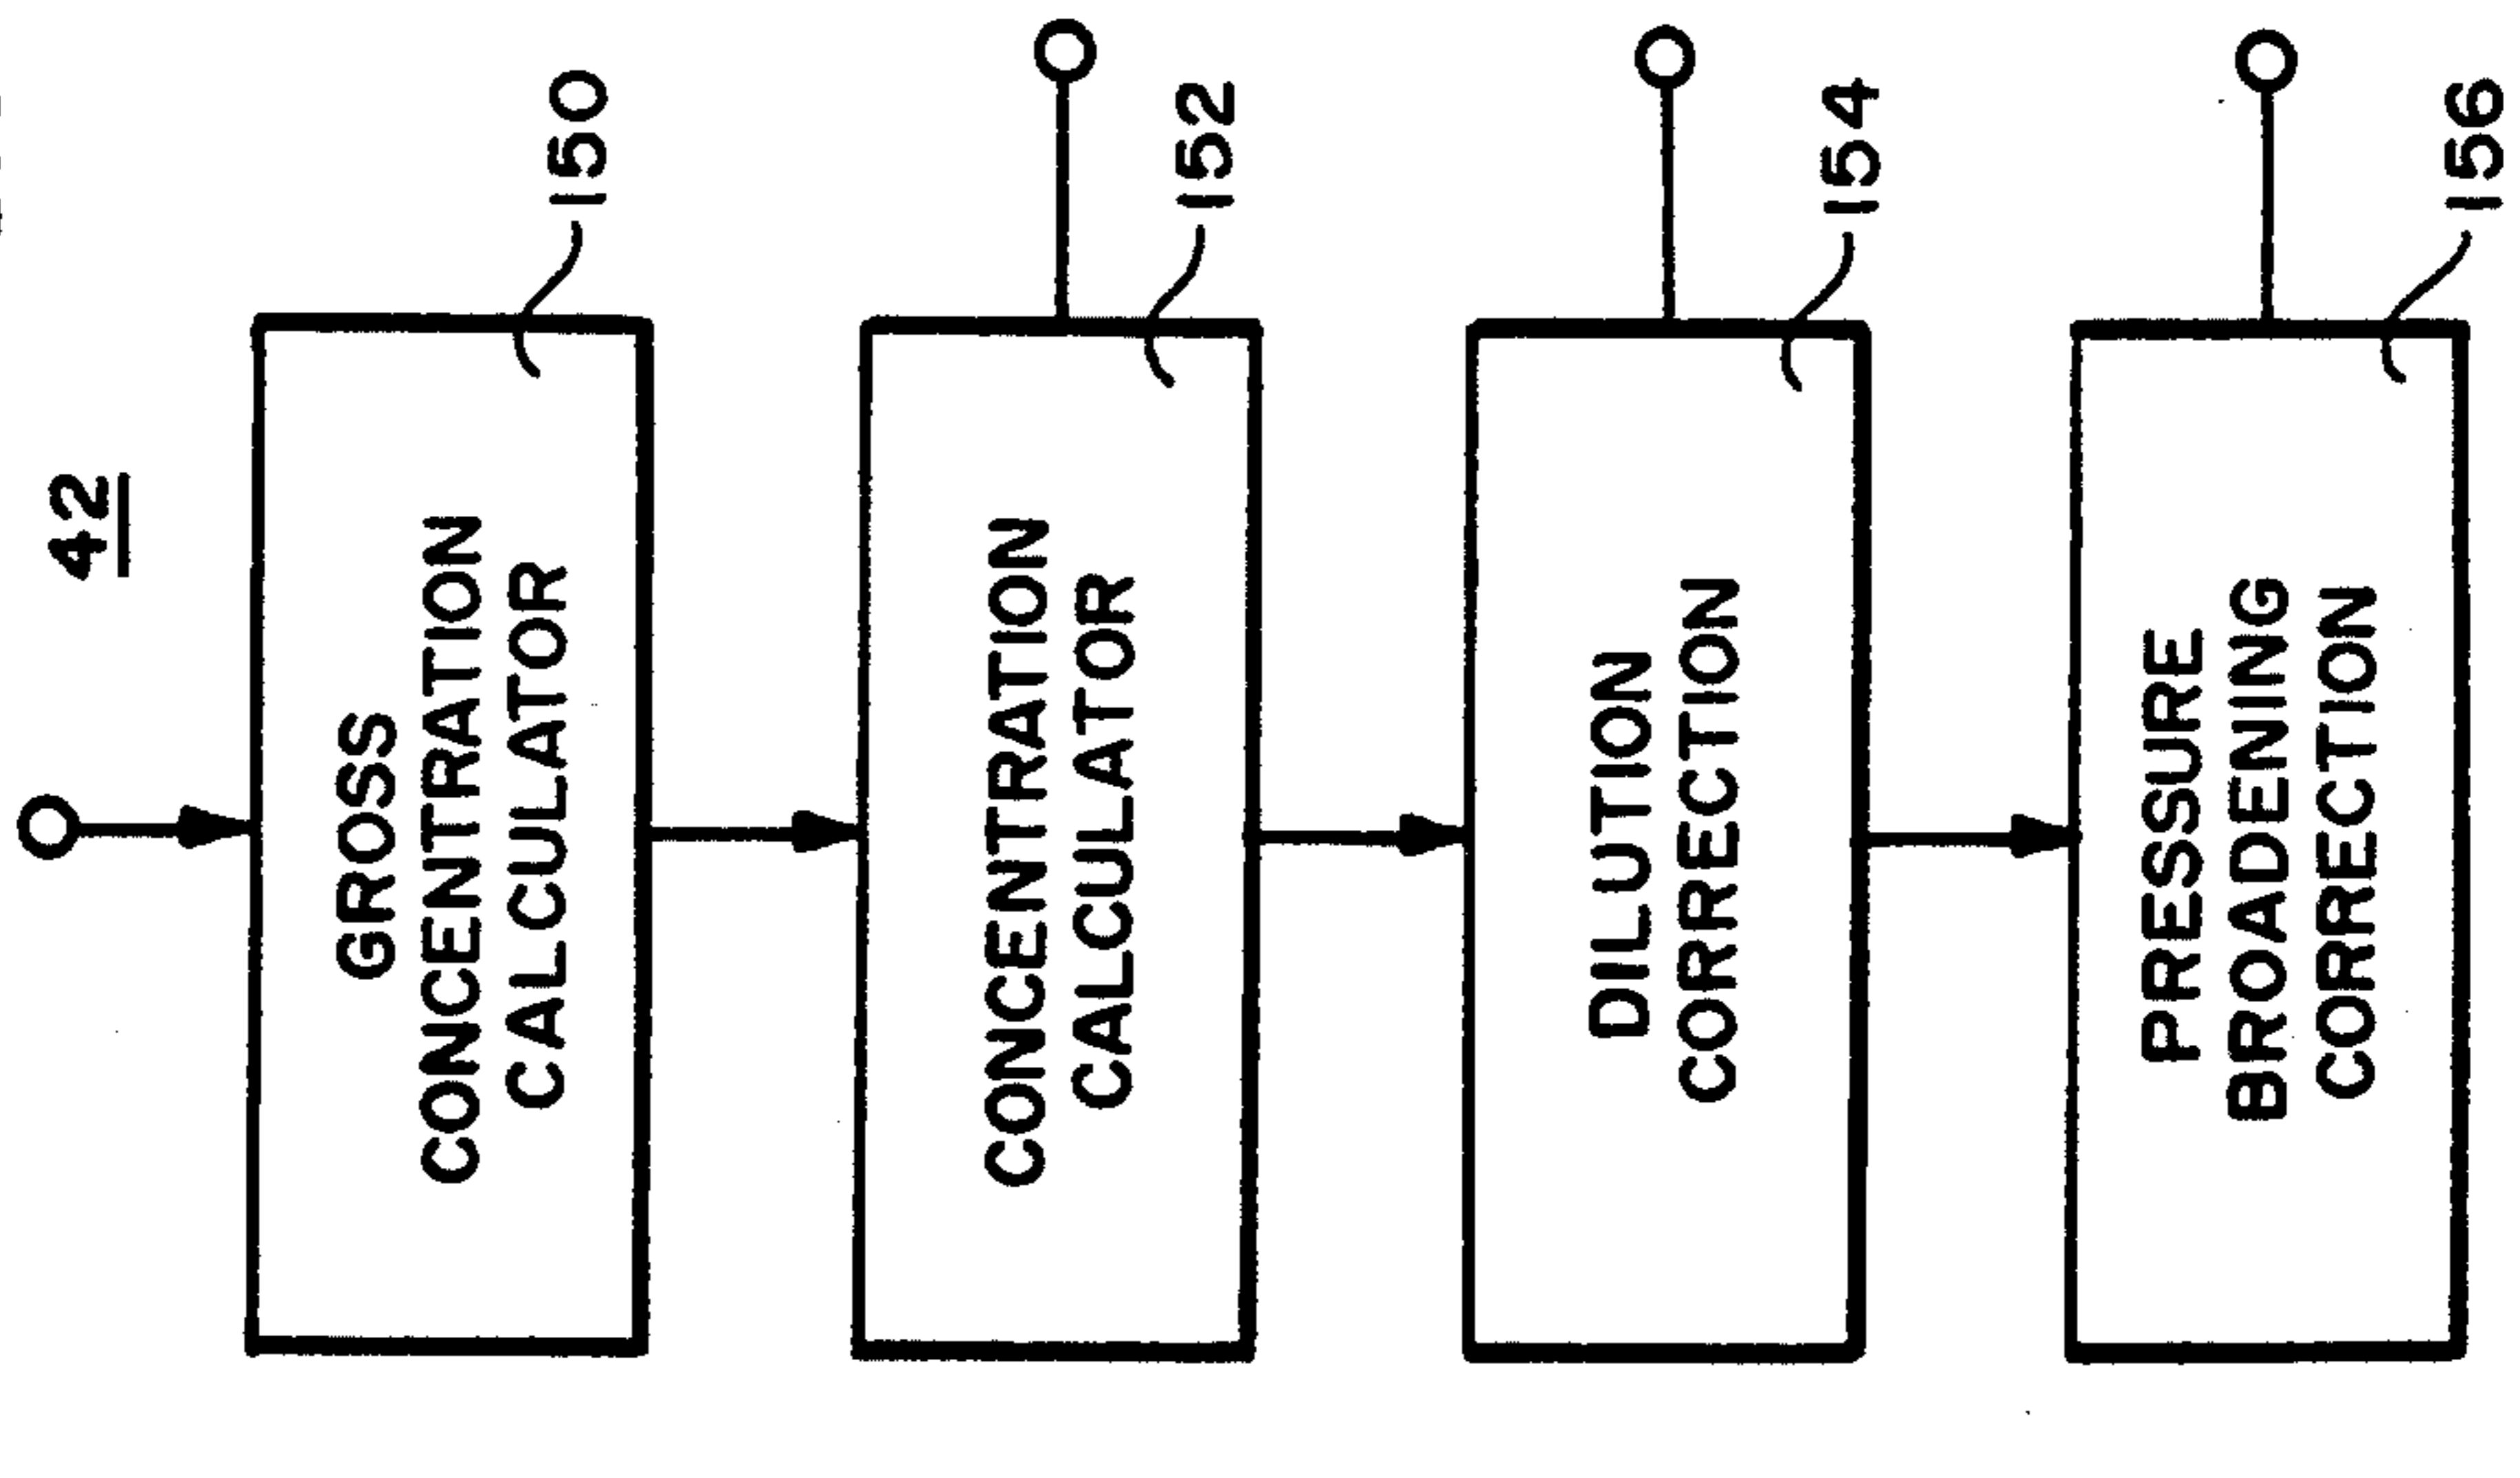 42
GROSS
CONCENTRATION
CALCULATOR
150
CONCENTRATION
CALCULATOR
152
DILUTION
CORRECTION
154
PRESSURE
BROADENING
CORRECTION
156